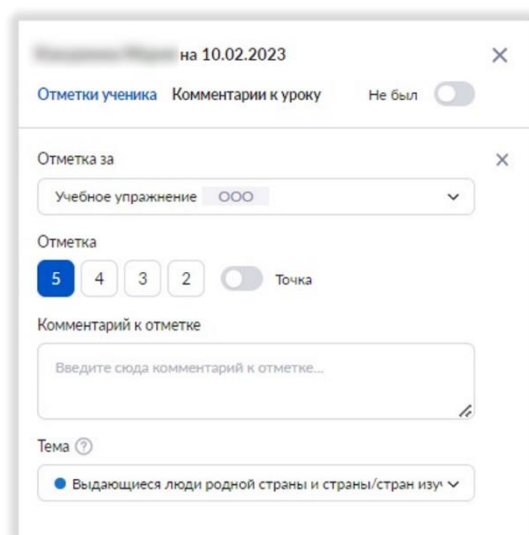 на 10.02.2023
Отметки ученика Комментарии к уроку Не был
Отметка за
Учебное упражнение ООО
Отметка
5 4 3 2 Точка
Комментарий к отметке
Введите сюда комментарий к отметке...
Тема ?
Выдающиеся люди родной страны и страны/стран изуч